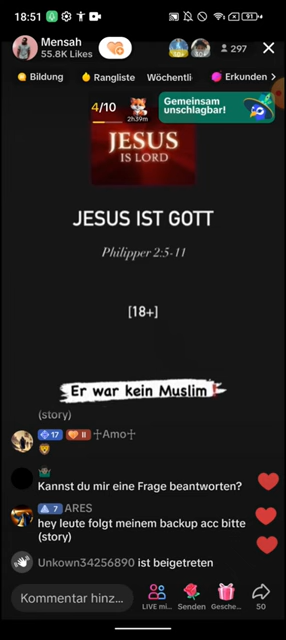 18:51
91
Mensah
55.8K Likes
297
Bildung
Rangliste
Wöchentli
Erkunden >
4/10
2h39m
Gemeinsam
unschlagbar!
JESUS
IS LORD
JESUS IST GOTT
Philipper 2:5-11
[18+]
Er war kein Muslim❗
(story)
17 II ♰Amo♰
🦁
Kannst du mir eine Frage beantworten?
7 ARES
hey leute folgt meinem backup acc bitte
(story)
Unkown34256890 ist beigetreten
Kommentar hinz...
LIVE mi...
Senden
Gesche...
50